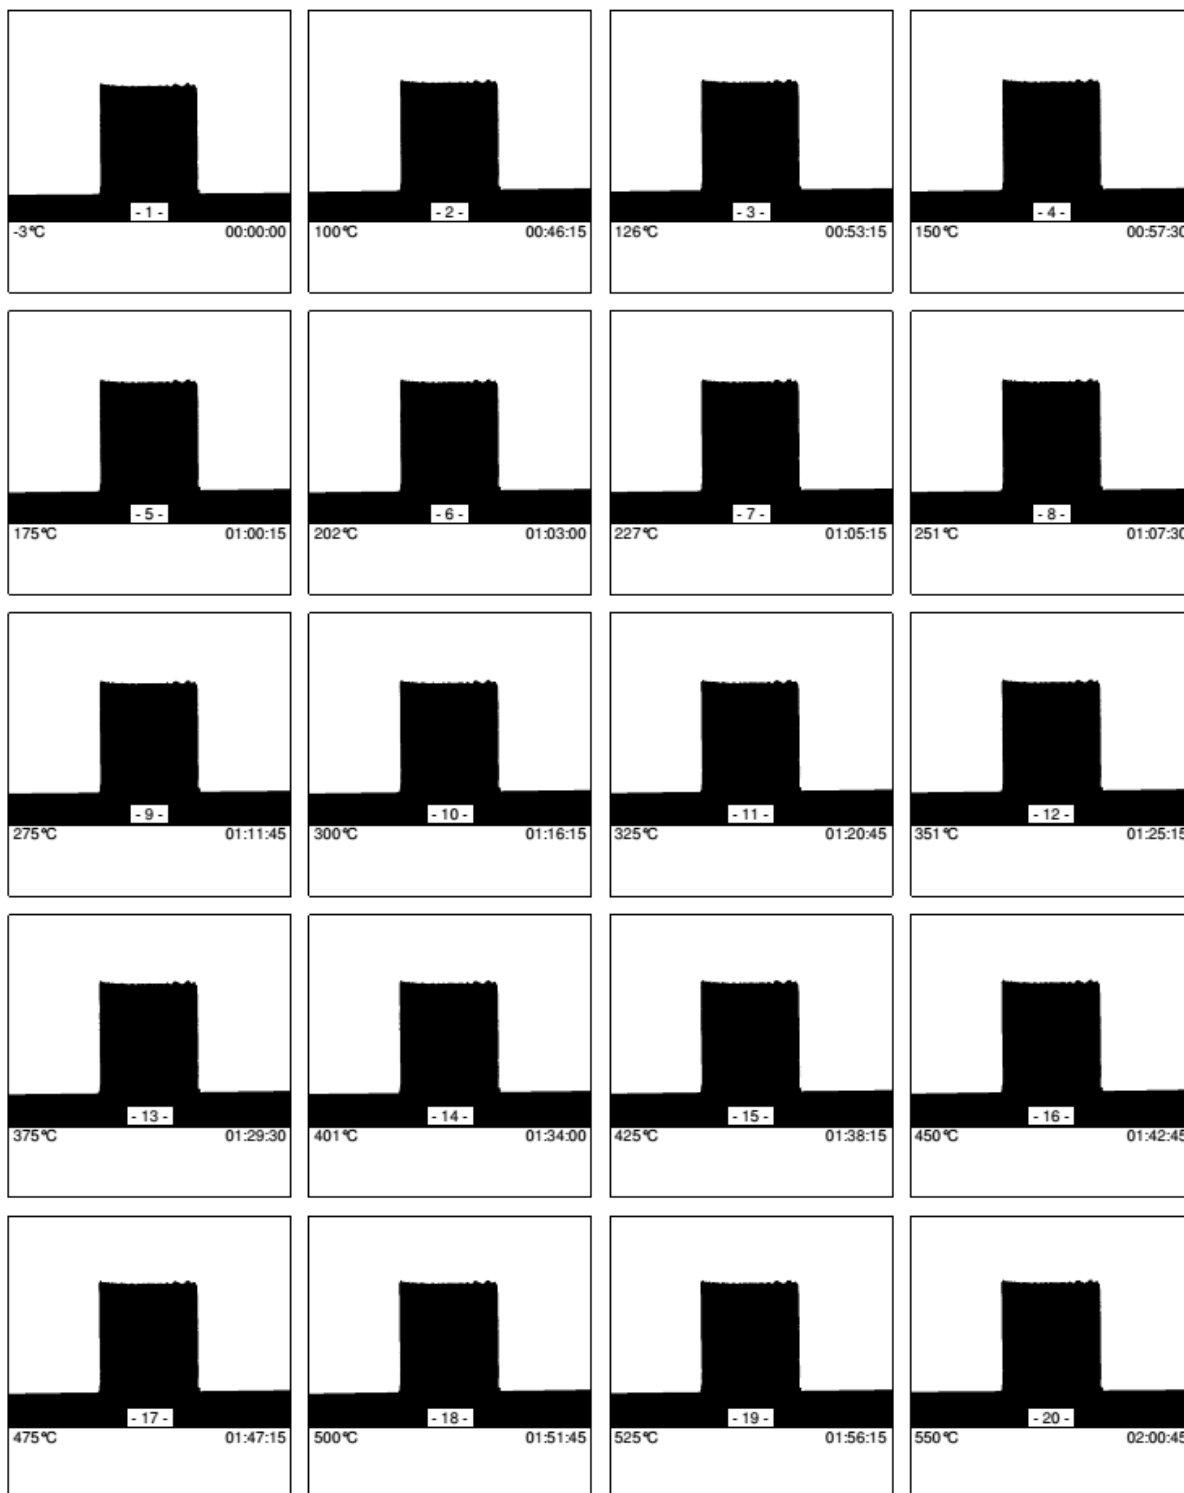 - 1 -
-3°C 00:00:00
- 2 -
100°C 00:46:15
- 3 -
126°C 00:53:15
- 4 -
150°C 00:57:30
- 5 -
175°C 01:00:15
- 6 -
202°C 01:03:00
- 7 -
227°C 01:05:15
- 8 -
251°C 01:07:30
- 9 -
275°C 01:11:45
- 10 -
300°C 01:16:15
- 11 -
325°C 01:20:45
- 12 -
351°C 01:25:15
- 13 -
375°C 01:29:30
- 14 -
401°C 01:34:00
- 15 -
425°C 01:38:15
- 16 -
450°C 01:42:45
- 17 -
475°C 01:47:15
- 18 -
500°C 01:51:45
- 19 -
525°C 01:56:15
- 20 -
550°C 02:00:45